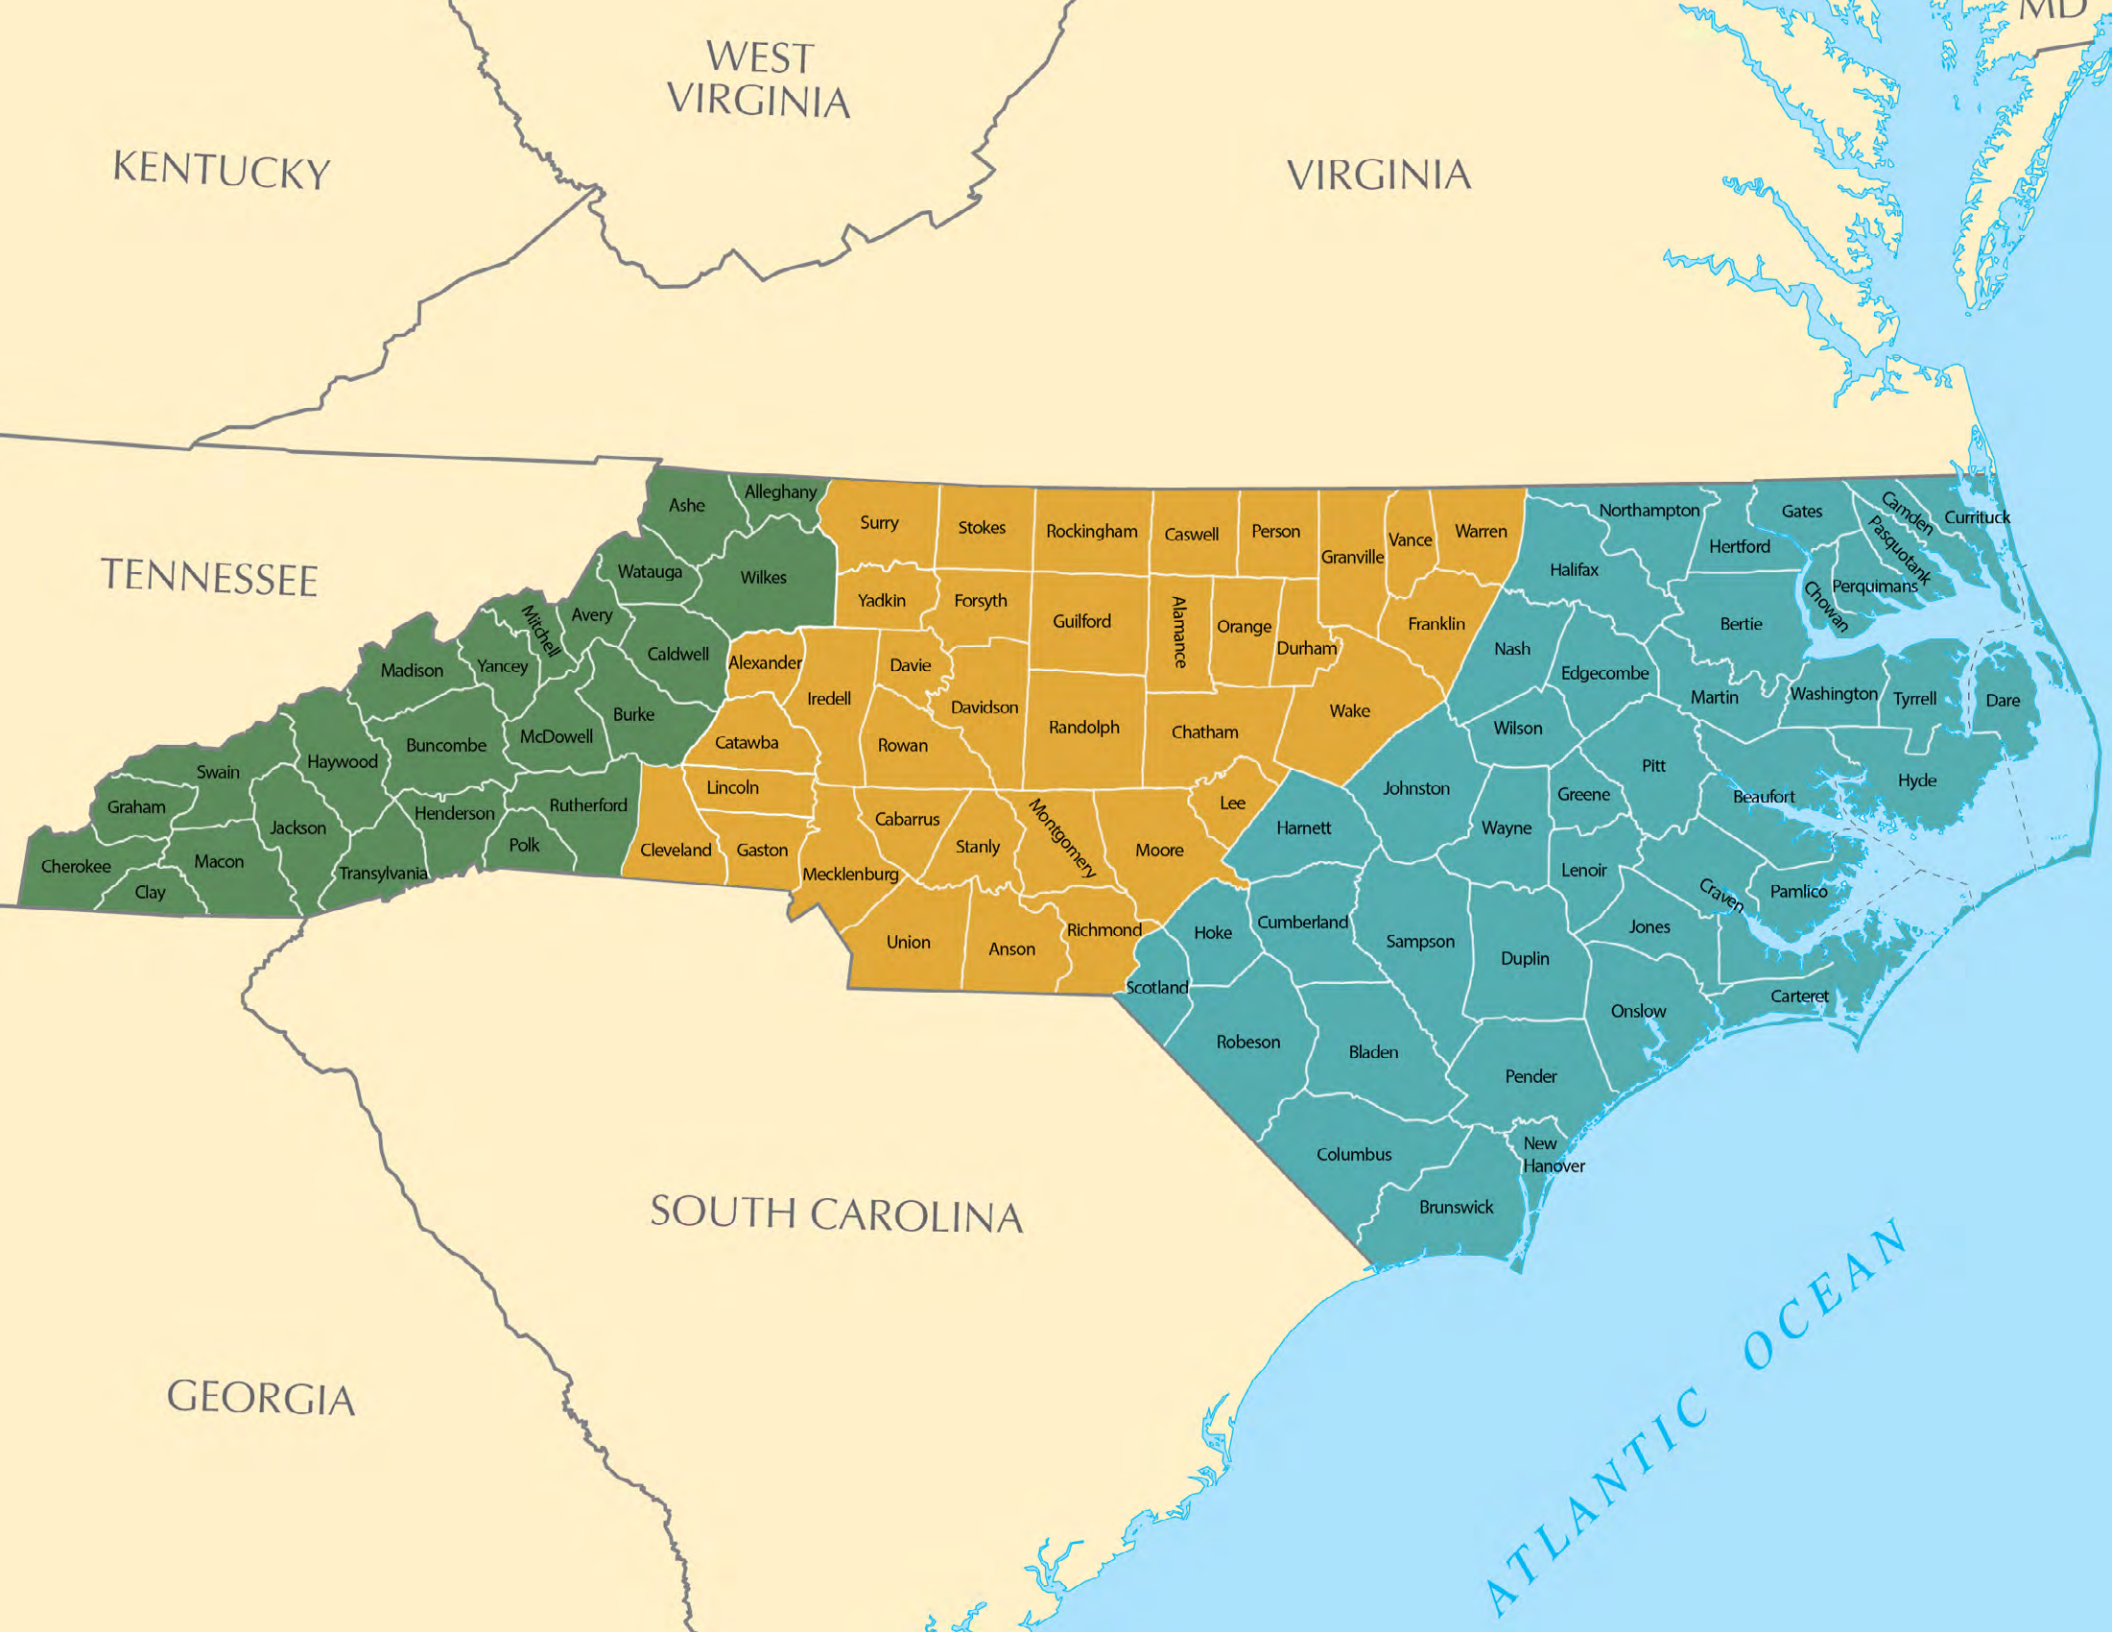 MD
WEST
VIRGINIA
KENTUCKY
VIRGINIA
TENNESSEE
Ashe
Alleghany
Surry
Stokes
Rockingham
Caswell
Person
Granville
Vance
Warren
Northampton
Gates
Camden
Pasquotank
Currituck
Hertford
Halifax
Watauga
Wilkes
Yadkin
Forsyth
Guilford
Alamance
Orange
Durham
Franklin
Bertie
Chowan
Perquimans
Mitchell
Avery
Caldwell
Alexander
Iredell
Davie
Davidson
Randolph
Chatham
Wake
Nash
Edgecombe
Martin
Washington
Tyrrell
Dare
Madison
Yancey
McDowell
Burke
Catawba
Rowan
Wilson
Pitt
Beaufort
Hyde
Swain
Haywood
Buncombe
Lincoln
Johnston
Greene
Wayne
Graham
Jackson
Henderson
Rutherford
Polk
Cleveland
Gaston
Cabarrus
Stanly
Montgomery
Moore
Lee
Harnett
Lenoir
Craven
Pamlico
Cherokee
Clay
Macon
Transylvania
Mecklenburg
Union
Anson
Richmond
Hoke
Cumberland
Sampson
Duplin
Jones
Scotland
Onslow
Carteret
Robeson
Bladen
Pender
Columbus
New
Hanover
Brunswick
SOUTH CAROLINA
GEORGIA
ATLANTIC OCEAN